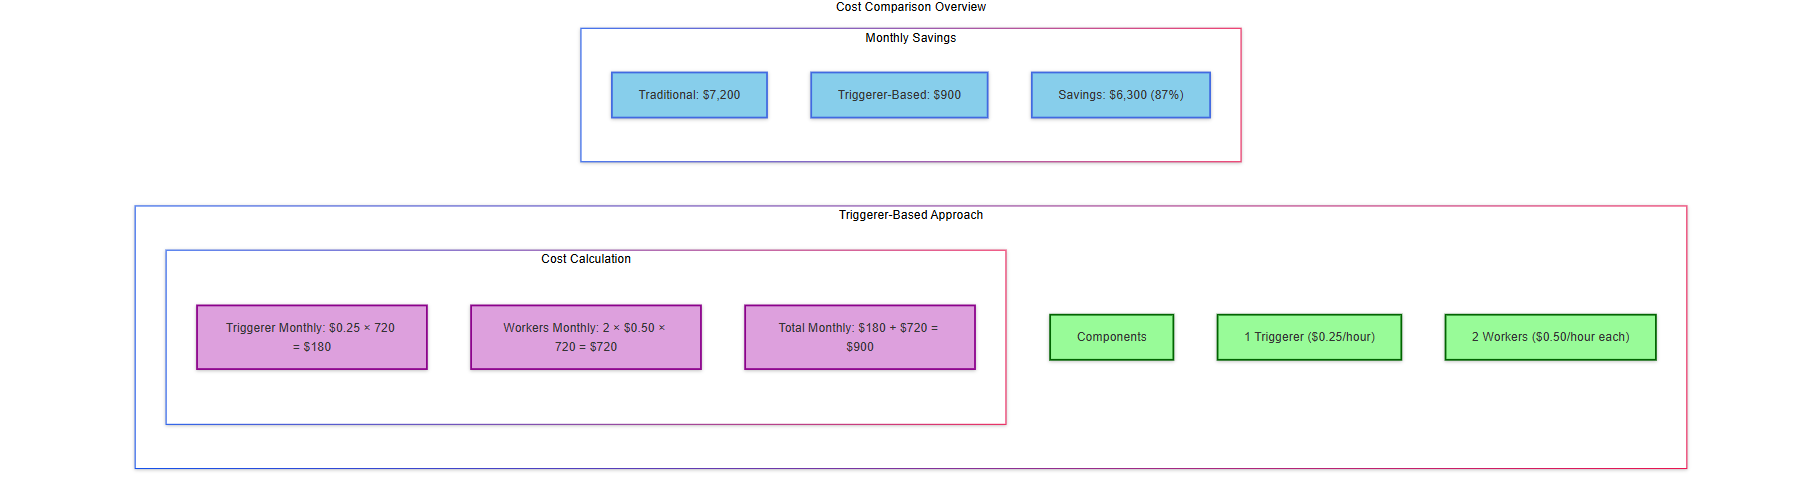 Cost Comparison Overview
Monthly Savings
Traditional: $7,200
Triggerer-Based: $900
Savings: $6,300 (87%)
Triggerer-Based Approach
Cost Calculation
Triggerer Monthly: $0.25 × 720
= $180
Workers Monthly: 2 × $0.50 ×
720 = $720
Total Monthly: $180 + $720 =
$900
Components
1 Triggerer ($0.25/hour)
2 Workers ($0.50/hour each)